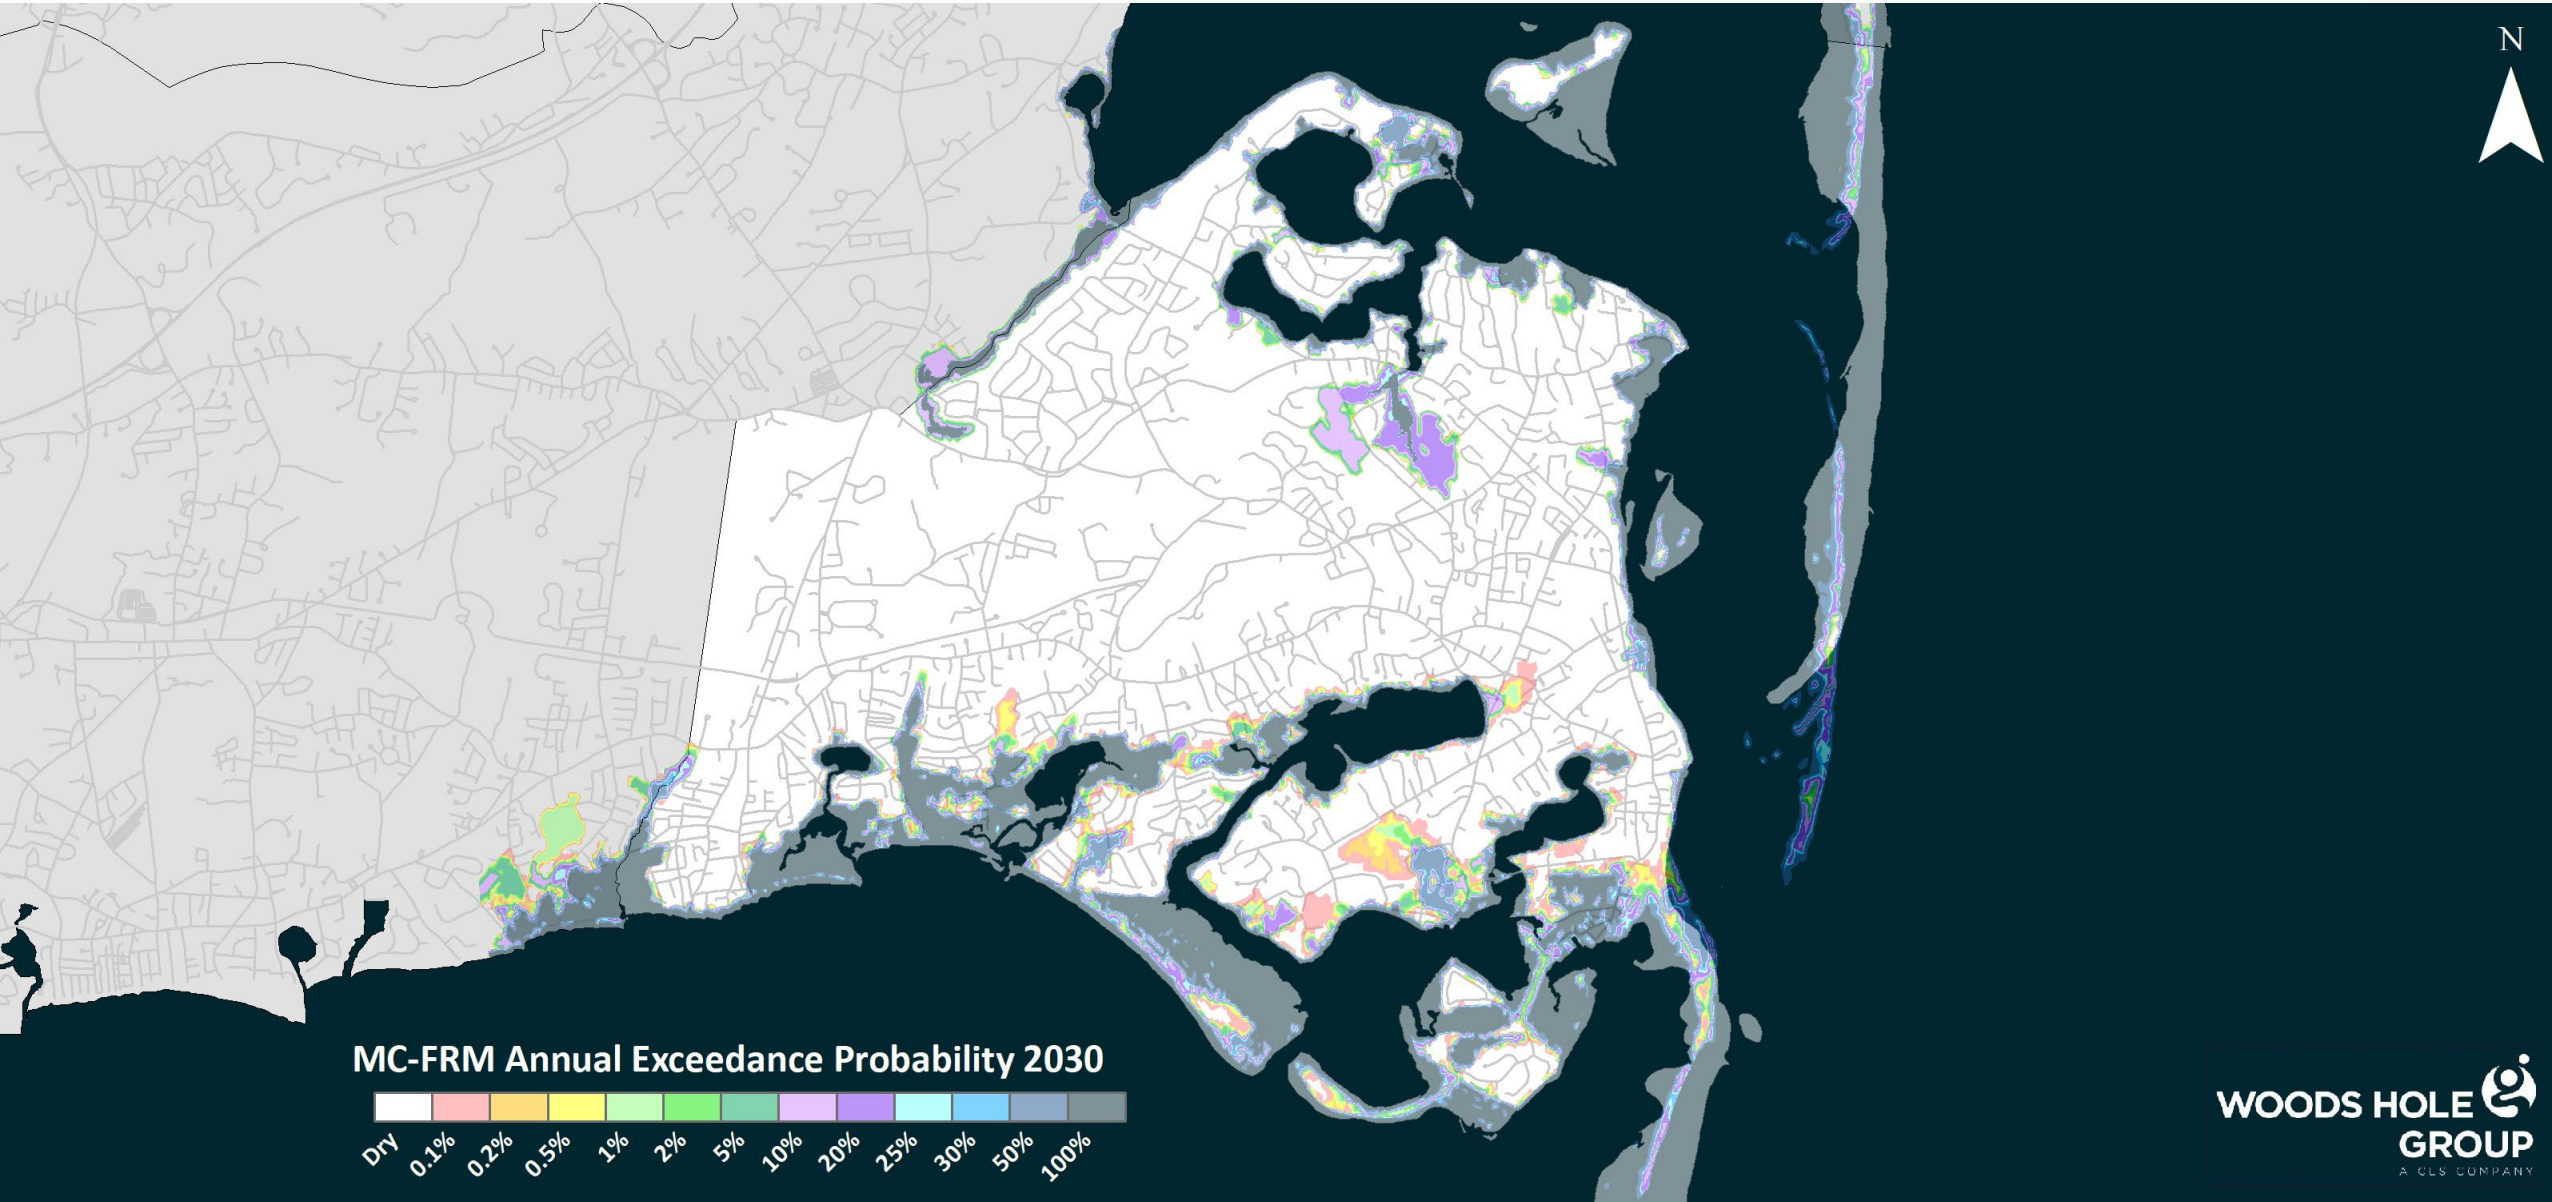 N
MC-FRM Annual Exceedance Probability 2030
Dry 0.1% 0.2% 0.5% 1% 2% 5% 10% 20% 25% 30% 50% 100%
WOODS HOLE
GROUP
A CLS COMPANY